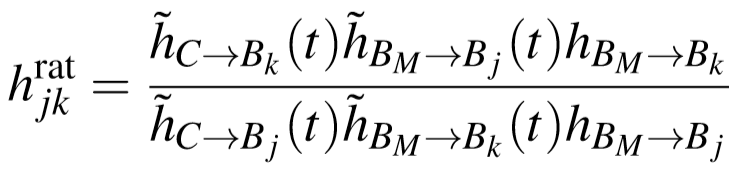 $h_{jk}^{\text{rat}} = \frac{\tilde{h}_{C \to B_k}(t)\tilde{h}_{B_M \to B_j}(t)h_{B_M \to B_k}}{\tilde{h}_{C \to B_j}(t)\tilde{h}_{B_M \to B_k}(t)h_{B_M \to B_j}}$